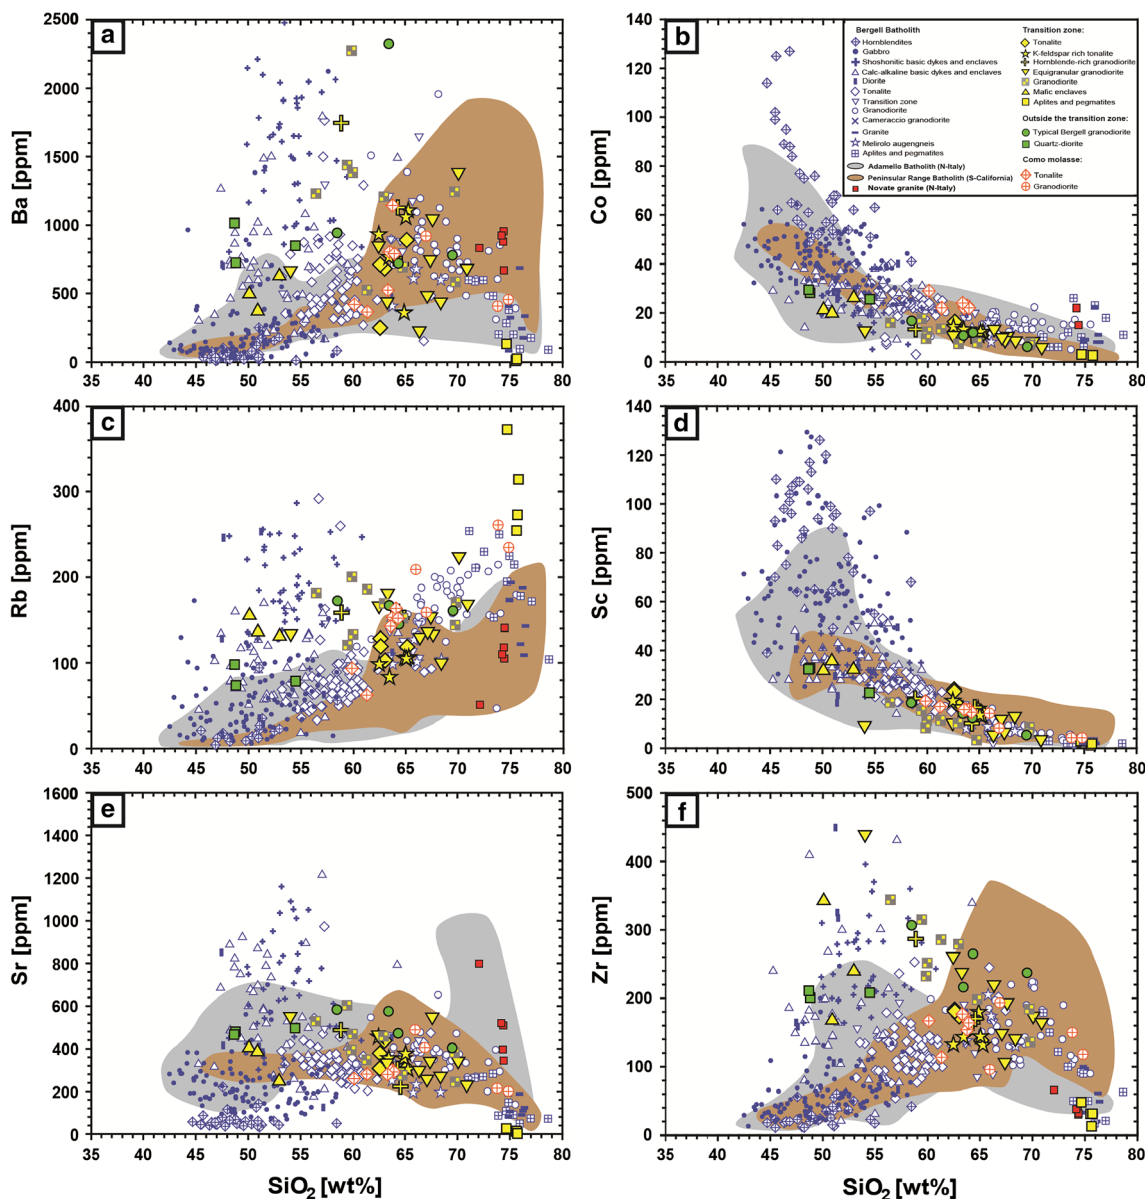 a
2500
2000
1500
1000
500
0
Ba [ppm]
35 40 45 50 55 60 65 70 75 80
b
140
120
100
80
60
40
20
0
Co [ppm]
35 40 45 50 55 60 65 70 75 80
Bergell Batholith
Hornblendites
Gabbro
Shoshonitic basic dykes and enclaves
Calc-alkaline basic dykes and enclaves
Diorite
Tonalite
Transition zone
Granodiorite
Cameraccio granodiorite
Granite
Melirolo augengneis
Aplites and pegmatites
Adamello Batholith (N-Italy)
Peninsular Range Batholith (S-California)
Novate granite (N-Italy)
Transition zone:
Tonalite
K-feldspar rich tonalite
Hornblende-rich granodiorite
Equigranular granodiorite
Granodiorite
Mafic enclaves
Aplites and pegmatites
Outside the transition zone:
Typical Bergell granodiorite
Quartz-diorite
Como molasse:
Tonalite
Granodiorite
c
400
300
200
100
0
Rb [ppm]
35 40 45 50 55 60 65 70 75 80
d
140
120
100
80
60
40
20
0
Sc [ppm]
35 40 45 50 55 60 65 70 75 80
e
1600
1400
1200
1000
800
600
400
200
0
Sr [ppm]
35 40 45 50 55 60 65 70 75 80
SiO2 [wt%]
f
500
400
300
200
100
0
Zr [ppm]
35 40 45 50 55 60 65 70 75 80
SiO2 [wt%]